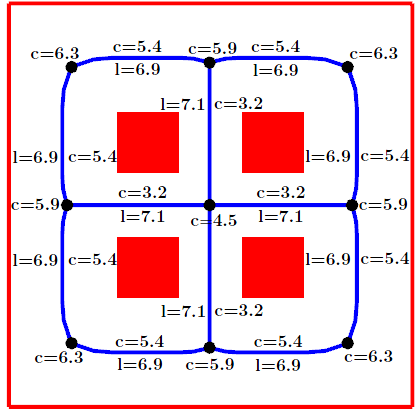 c=6.3 c=5.4 c=5.9 c=5.4 c=6.3
l=6.9 l=6.9
l=7.1 c=3.2
l=6.9 c=5.4 l=6.9 c=5.4
c=3.2 c=3.2
c=5.9 c=5.9
l=7.1 c=4.5 l=7.1
l=6.9 c=5.4 l=6.9 c=5.4
l=7.1 c=3.2
c=5.4 c=5.4
c=6.3 l=6.9 c=5.9 l=6.9 c=6.3